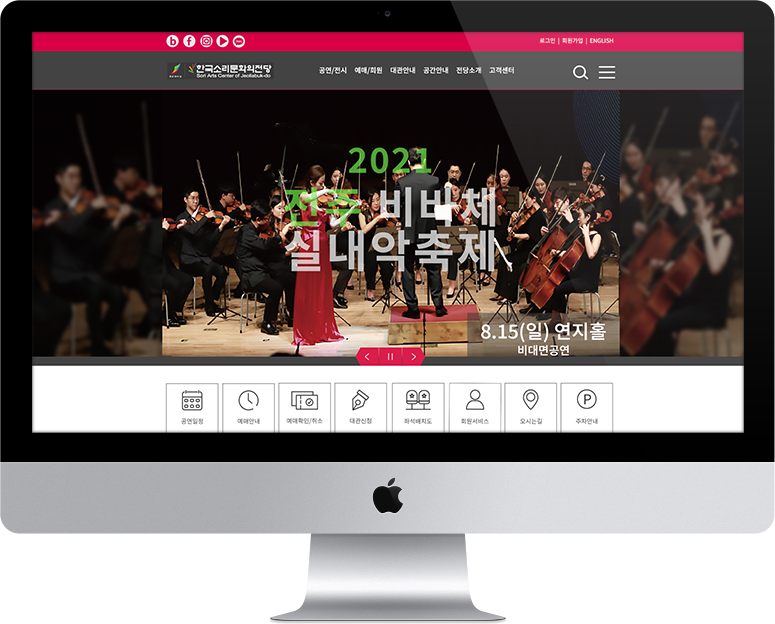 로그인 | 회원가입 | ENGLISH
한국소리문화의전당
Sori Arts Center of Jeollabuk-do
공연/전시 예매/회원 대관안내 공간안내 전당소개 고객센터
2021
전주 비바체
실내악축제
8.15(일) 연지홀
비대면공연
공연일정 예매안내 예매확인/취소 대관신청 좌석배치도 회원서비스 오시는길 P 주차안내